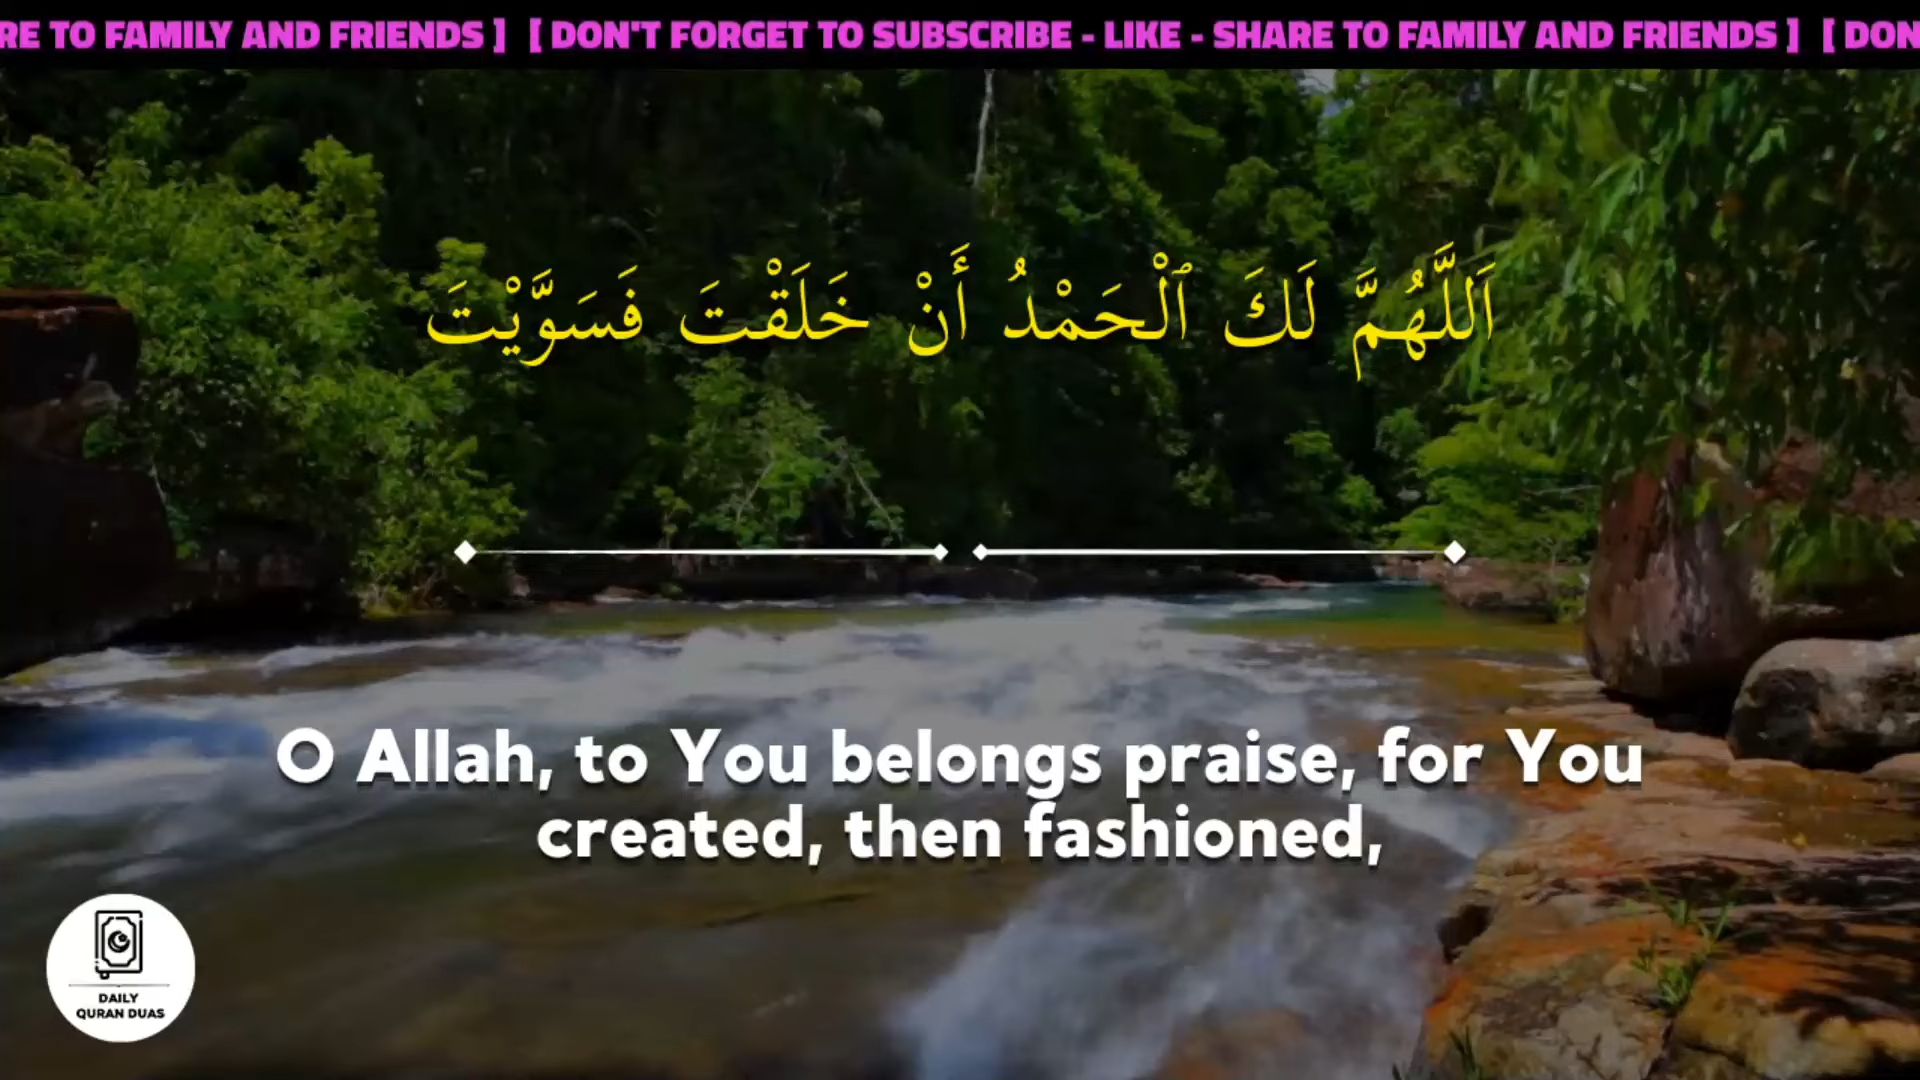 RE TO FAMILY AND FRIENDS ] [ DON'T FORGET TO SUBSCRIBE - LIKE - SHARE TO FAMILY AND FRIENDS ] [ DON
اَللَّهُمَّ لَكَ ٱلْحَمْدُ أَنْ خَلَقْتَ فَسَوَّيْتَ
O Allah, to You belongs praise, for You
created, then fashioned,
DAILY
QURAN DUAS